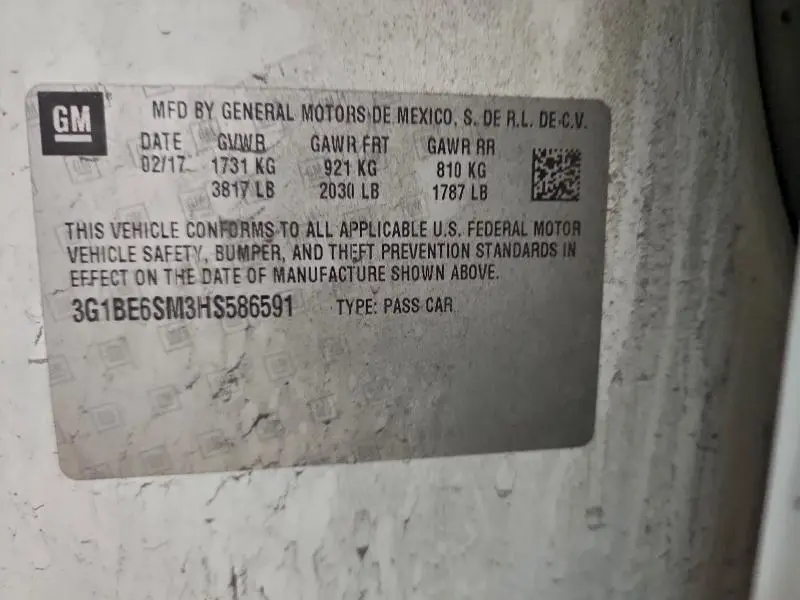 GM
MFD BY GENERAL MOTORS DE MEXICO, S. DE R.L. DE C.V.
DATE GVWR GAWR FRT GAWR RR
02/17 1731 KG 921 KG 810 KG
3817 LB 2030 LB 1787 LB
THIS VEHICLE CONFORMS TO ALL APPLICABLE U.S. FEDERAL MOTOR
VEHICLE SAFETY, BUMPER, AND THEFT PREVENTION STANDARDS IN
EFFECT ON THE DATE OF MANUFACTURE SHOWN ABOVE.
3G1BE6SM3HS586591 TYPE: PASS CAR